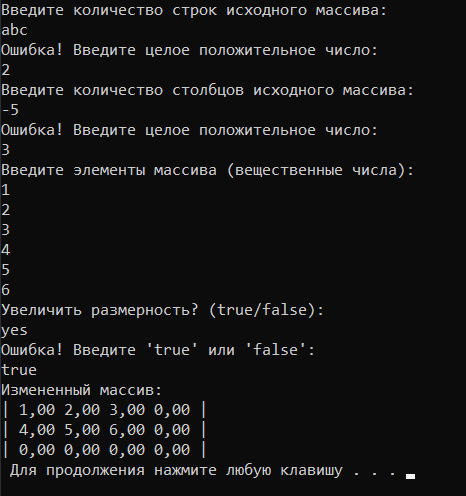 Введите количество строк исходного массива:
abc
Ошибка! Введите целое положительное число:
2
Введите количество столбцов исходного массива:
-5
Ошибка! Введите целое положительное число:
3
Введите элементы массива (вещественные числа):
1
2
3
4
5
6
Увеличить размерность? (true/false):
yes
Ошибка! Введите 'true' или 'false':
true
Измененный массив:
| 1,00 2,00 3,00 0,00 |
| 4,00 5,00 6,00 0,00 |
| 0,00 0,00 0,00 0,00 |
Для продолжения нажмите любую клавишу . . .